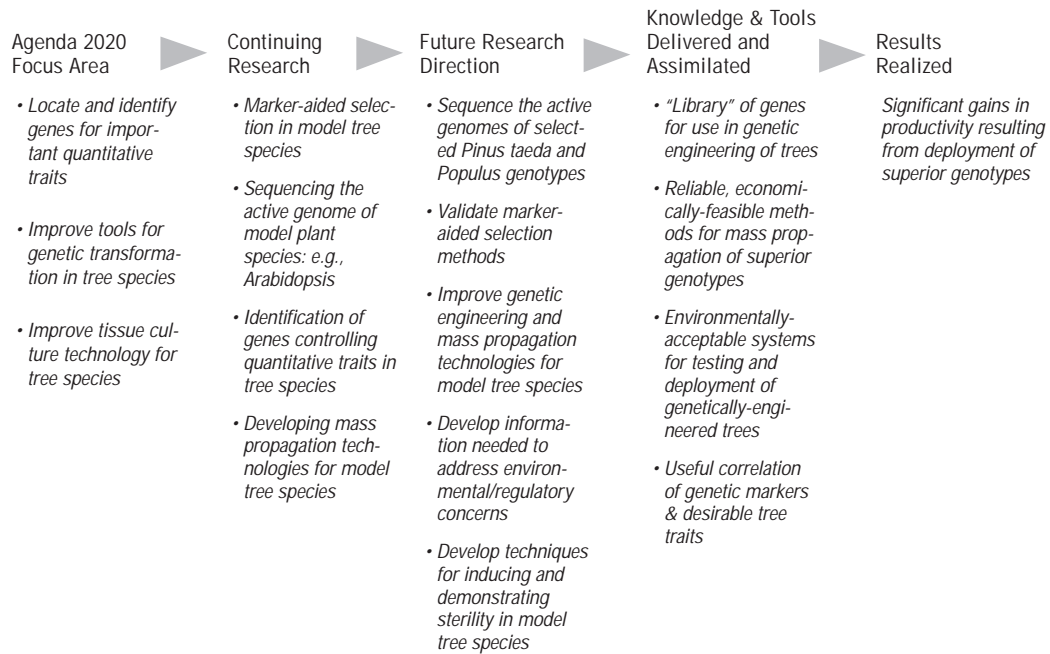 Agenda 2020
Focus Area
• Locate and identify
genes for impor-
tant quantitative
traits
• Improve tools for
genetic transforma-
tion in tree species
• Improve tissue cul-
ture technology for
tree species
Continuing
Research
• Marker-aided selec-
tion in model tree
species
• Sequencing the
active genome of
model plant
species: e.g.,
Arabidopsis
• Identification of
genes controlling
quantitative traits in
tree species
• Developing mass
propagation tech-
nologies for model
tree species
Future Research
Direction
• Sequence the active
genomes of select-
ed Pinus taeda and
Populus genotypes
• Validate marker-
aided selection
methods
• Improve genetic
engineering and
mass propagation
technologies for
model tree species
• Develop informa-
tion needed to
address environ-
mental/regulatory
concerns
• Develop techniques
for inducing and
demonstrating
sterility in model
tree species
Knowledge & Tools
Delivered and
Assimilated
• "Library" of genes
for use in genetic
engineering of trees
• Reliable, economi-
cally-feasible meth-
ods for mass prop-
agation of superior
genotypes
• Environmentally-
acceptable systems
for testing and
deployment of
genetically-engi-
neered trees
• Useful correlation
of genetic markers
& desirable tree
traits
Results
Realized
Significant gains in
productivity resulting
from deployment of
superior genotypes